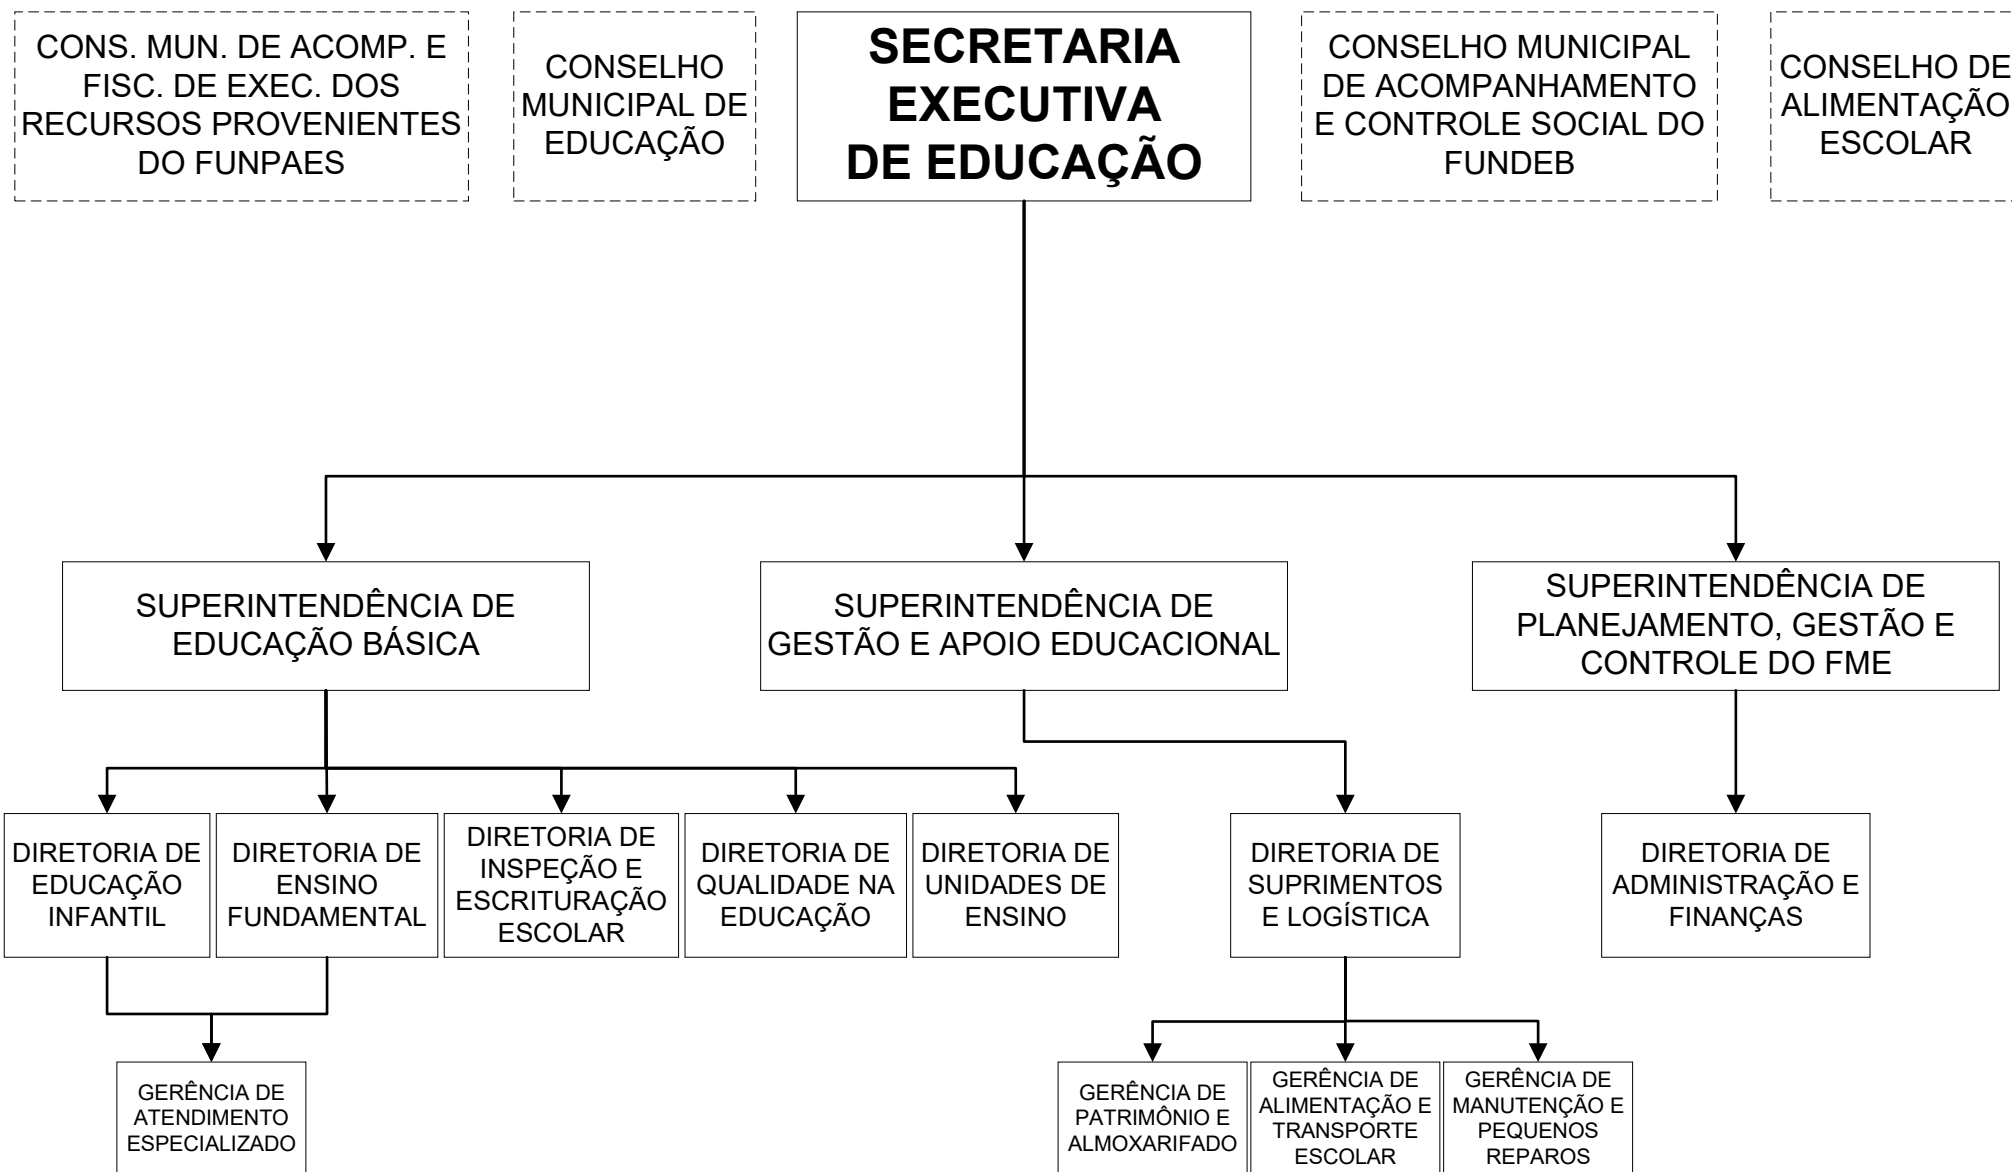 CONS. MUN. DE ACOMP. E
FISC. DE EXEC. DOS
RECURSOS PROVENIENTES
DO FUNPAES
CONSELHO
MUNICIPAL DE
EDUCAÇÃO
SECRETARIA
EXECUTIVA
DE EDUCAÇÃO
CONSELHO MUNICIPAL
DE ACOMPANHAMENTO
E CONTROLE SOCIAL DO
FUNDEB
CONSELHO DE
ALIMENTAÇÃO
ESCOLAR
SUPERINTENDÊNCIA DE
EDUCAÇÃO BÁSICA
SUPERINTENDÊNCIA DE
GESTÃO E APOIO EDUCACIONAL
SUPERINTENDÊNCIA DE
PLANEJAMENTO, GESTÃO E
CONTROLE DO FME
DIRETORIA DE
EDUCAÇÃO
INFANTIL
DIRETORIA DE
ENSINO
FUNDAMENTAL
DIRETORIA DE
INSPEÇÃO E
ESCRITURAÇÃO
ESCOLAR
DIRETORIA DE
QUALIDADE NA
EDUCAÇÃO
DIRETORIA DE
UNIDADES DE
ENSINO
DIRETORIA DE
SUPRIMENTOS
E LOGÍSTICA
DIRETORIA DE
ADMINISTRAÇÃO E
FINANÇAS
GERÊNCIA DE
ATENDIMENTO
ESPECIALIZADO
GERÊNCIA DE
PATRIMÔNIO E
ALMOXARIFADO
GERÊNCIA DE
ALIMENTAÇÃO E
TRANSPORTE
ESCOLAR
GERÊNCIA DE
MANUTENÇÃO E
PEQUENOS
REPAROS